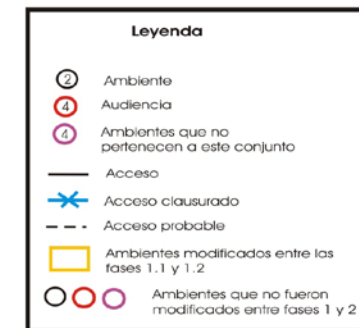 Leyenda
2 Ambiente
4 Audiencia
4 Ambientes que no
pertenecen a este conjunto
Acceso
Acceso clausurado
Acceso probable
Ambientes modificados entre las
fases 1.1 y 1.2
Ambientes que no fueron
modificados entre fases 1 y 2